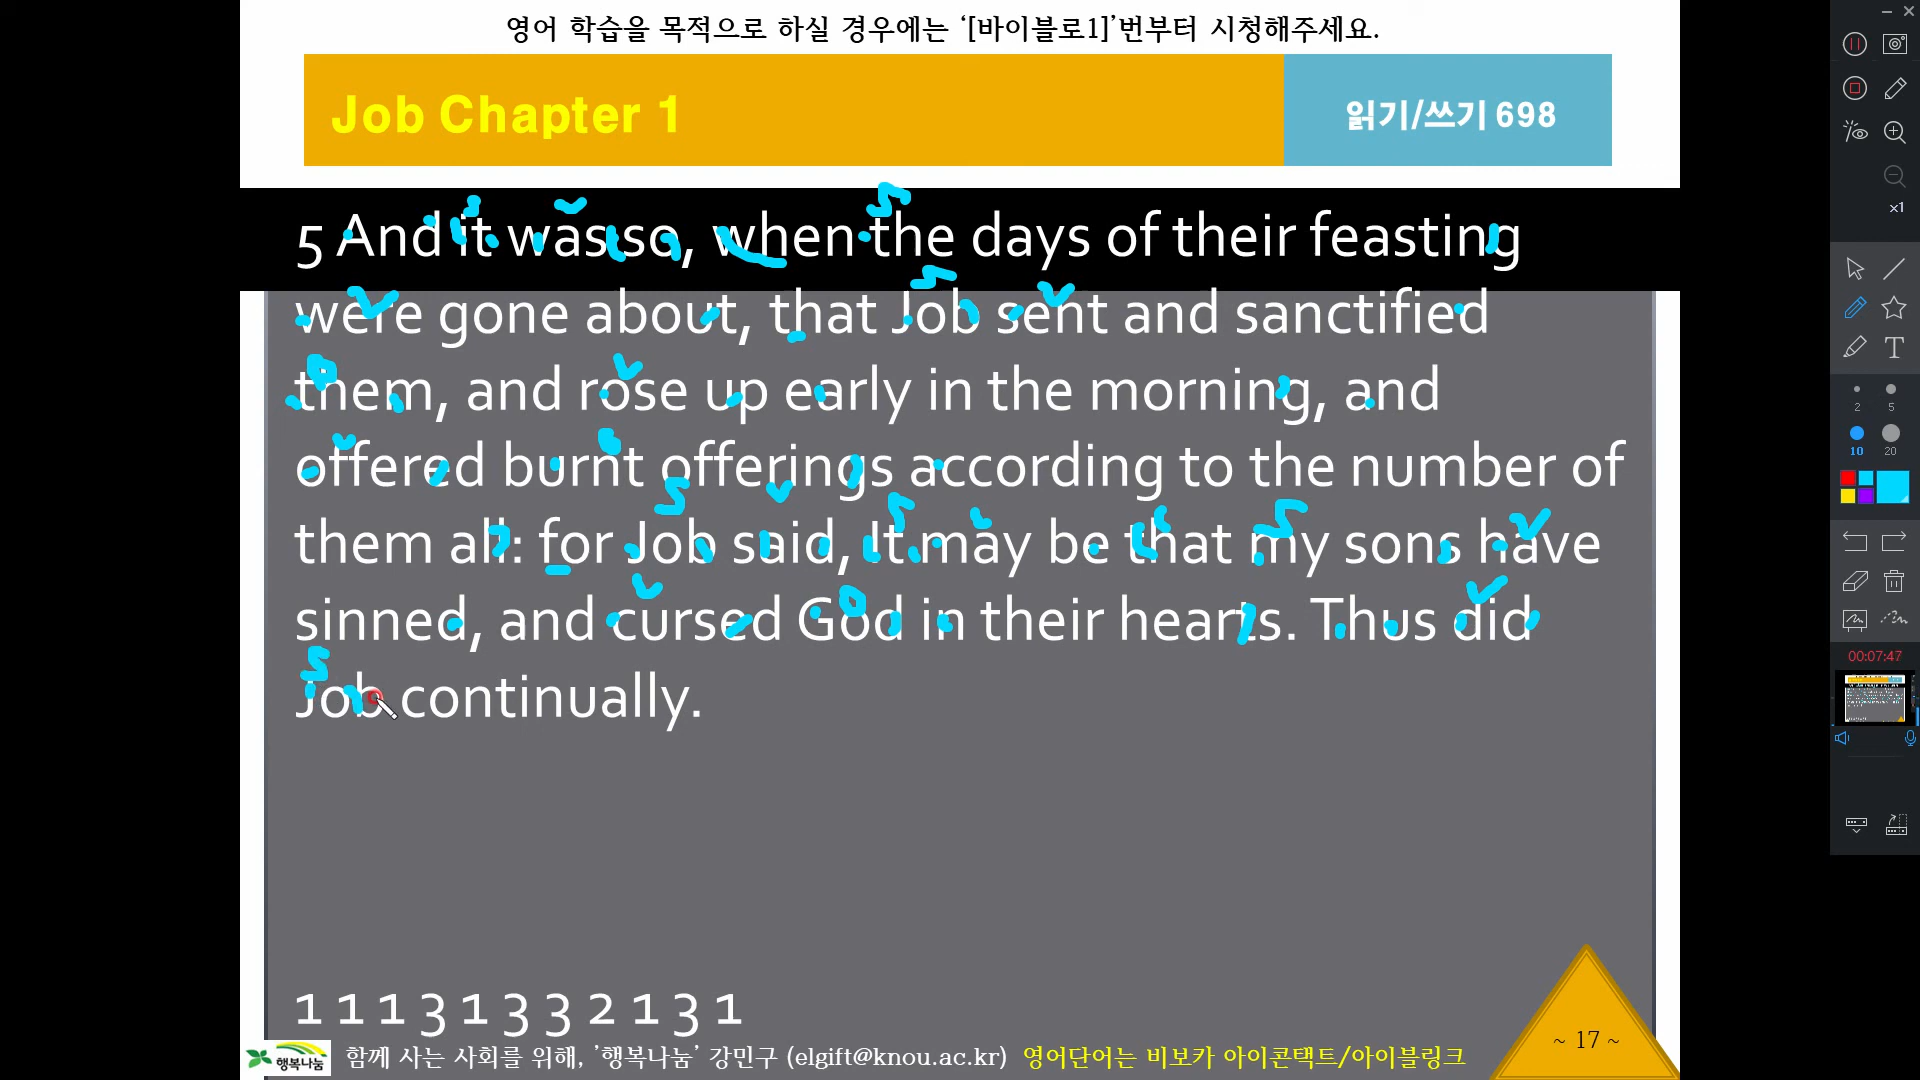 영어 학습을 목적으로 하실 경우에는 ‘[바이블로1]’번부터 시청해주세요.
Job Chapter 1
읽기/쓰기 698
5 And it was so, when the days of their feasting
were gone about, that Job sent and sanctified
them, and rose up early in the morning, and
offered burnt offerings according to the number of
them all: for Job said, It may be that my sons have
sinned, and cursed God in their hearts. Thus did
Job continually.
1 1 1 3 1 3 3 2 1 3 1
~ 17 ~
행복나눔 함께 사는 사회를 위해, '행복나눔' 강민구 (elgift@knou.ac.kr) 영어단어는 비보카 아이콘택트/아이블링크
x1
T
2 5
10 20
00:07:47